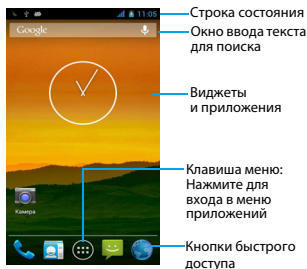 11:05
Строка состояния
Google
Окно ввода текста
для поиска
Виджеты
и приложения
Клавиша меню:
Нажмите для
входа в меню
приложений
Камера
Кнопки быстрого
доступа